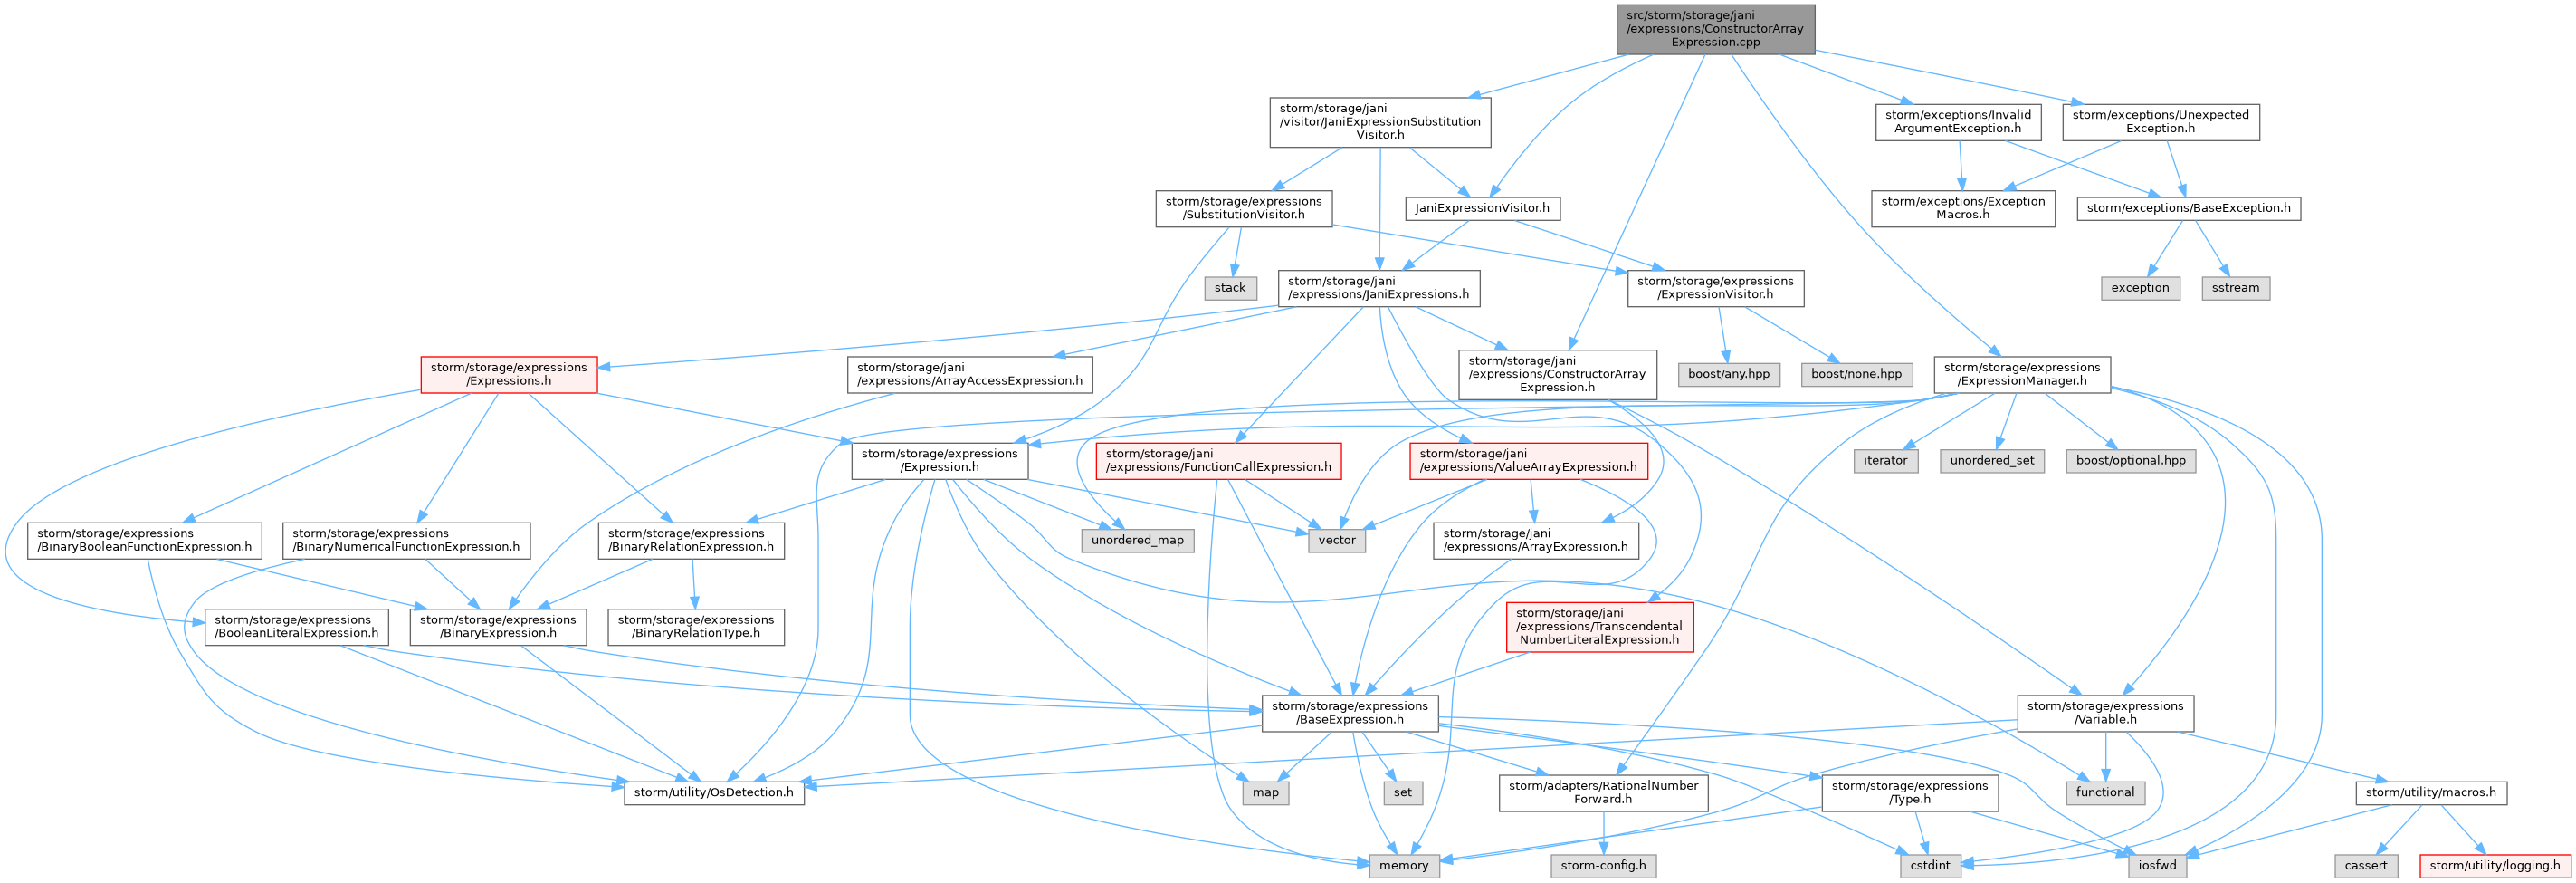 src/storm/storage/jani
/expressions/ConstructorArray
Expression.cpp
storm/storage/jani
/visitor/JaniExpressionSubstitution
Visitor.h
storm/exceptions/Invalid
ArgumentException.h
storm/exceptions/Unexpected
Exception.h
storm/storage/expressions
/SubstitutionVisitor.h
JaniExpressionVisitor.h
storm/exceptions/Exception
Macros.h
storm/exceptions/BaseException.h
stack
storm/storage/jani
/expressions/JaniExpressions.h
storm/storage/expressions
/ExpressionVisitor.h
exception
sstream
storm/storage/expressions
/Expressions.h
storm/storage/jani
/expressions/ArrayAccessExpression.h
storm/storage/jani
/expressions/ConstructorArray
Expression.h
boost/any.hpp
boost/none.hpp
storm/storage/expressions
/ExpressionManager.h
storm/storage/expressions
/Expression.h
storm/storage/jani
/expressions/FunctionCallExpression.h
storm/storage/jani
/expressions/ValueArrayExpression.h
iterator
unordered_set
boost/optional.hpp
storm/storage/expressions
/BinaryBooleanFunctionExpression.h
storm/storage/expressions
/BinaryNumericalFunctionExpression.h
storm/storage/expressions
/BinaryRelationExpression.h
unordered_map
vector
storm/storage/jani
/expressions/ArrayExpression.h
storm/storage/expressions
/BooleanLiteralExpression.h
storm/storage/expressions
/BinaryExpression.h
storm/storage/expressions
/BinaryRelationType.h
storm/storage/jani
/expressions/Transcendental
NumberLiteralExpression.h
storm/storage/expressions
/BaseExpression.h
storm/storage/expressions
/Variable.h
storm/utility/OsDetection.h
map
set
storm/adapters/RationalNumber
Forward.h
storm/storage/expressions
/Type.h
functional
storm/utility/macros.h
memory
storm-config.h
cstdint
iosfwd
cassert
storm/utility/logging.h